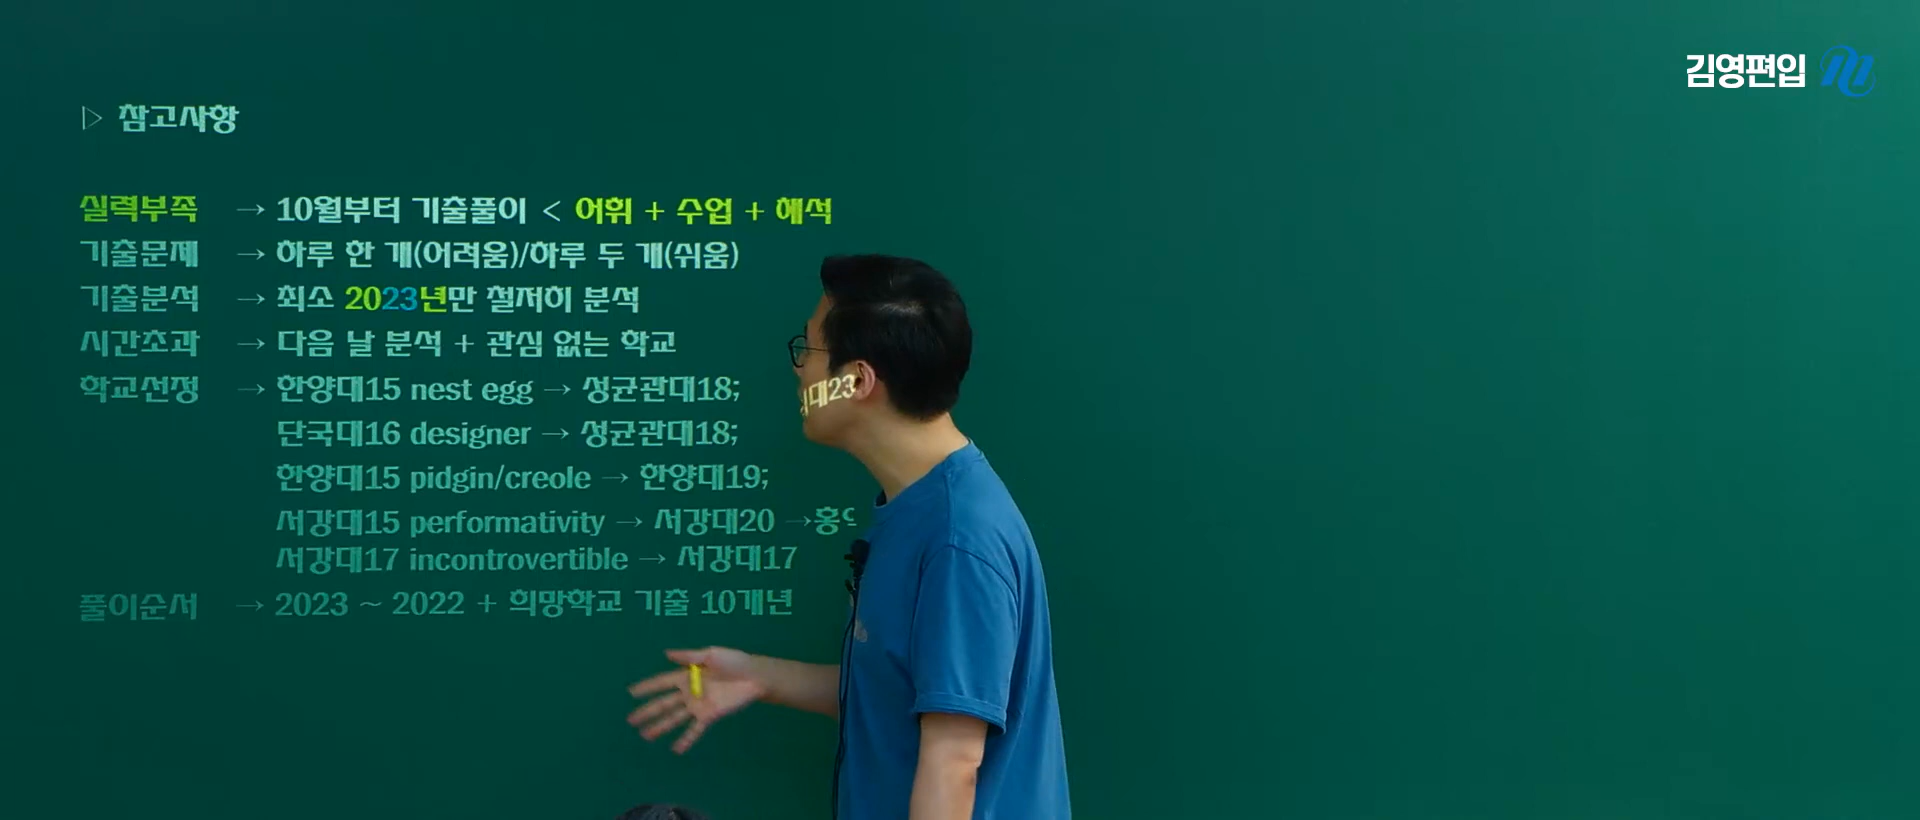 김영편입
▷ 참고사항
실력부족 → 10월부터 기출풀이 < 어휘 + 수업 + 해석
기출문제 → 하루 한 개(어려움)/하루 두 개(쉬움)
기출분석 → 최소 2023년만 철저히 분석
시간초과 → 다음 날 분석 + 관심 없는 학교
학교선정 → 한양대15 nest egg → 성균관대18; 대23
단국대16 designer → 성균관대18;
한양대15 pidgin/creole → 한양대19;
서강대15 performativity → 서강대20 →
서강대17 incontrovertible → 서강대17
풀이순서 → 2023 ~ 2022 + 희망학교 기출 10개년